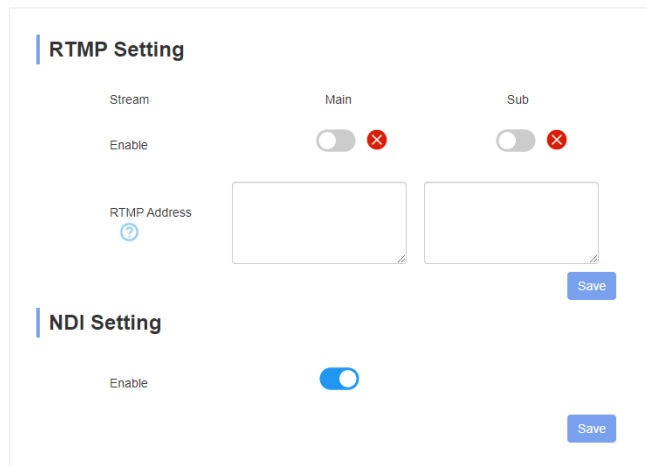 RTMP Setting
Stream Main Sub
Enable
RTMP Address
?
Save
NDI Setting
Enable
Save